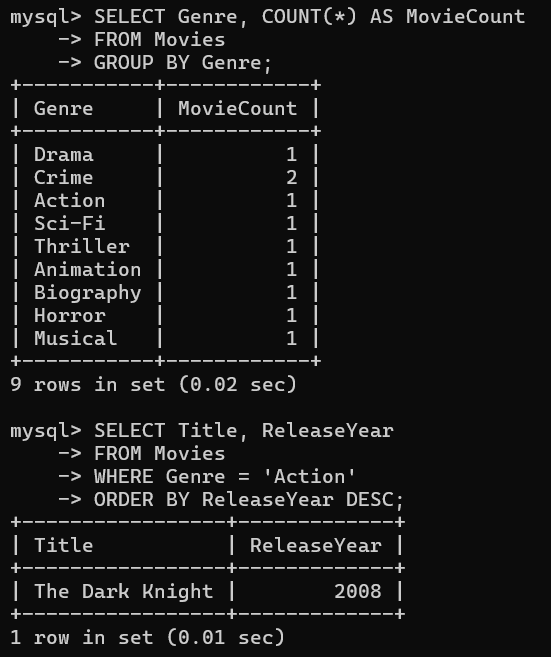 mysql> SELECT Genre, COUNT(*) AS MovieCount
    -> FROM Movies
    -> GROUP BY Genre;
+-----------+------------+
| Genre     | MovieCount |
+-----------+------------+
| Drama     |          1 |
| Crime     |          2 |
| Action    |          1 |
| Sci-Fi    |          1 |
| Thriller  |          1 |
| Animation |          1 |
| Biography |          1 |
| Horror    |          1 |
| Musical   |          1 |
+-----------+------------+
9 rows in set (0.02 sec)

mysql> SELECT Title, ReleaseYear
    -> FROM Movies
    -> WHERE Genre = 'Action'
    -> ORDER BY ReleaseYear DESC;
+-----------------+-------------+
| Title           | ReleaseYear |
+-----------------+-------------+
| The Dark Knight |        2008 |
+-----------------+-------------+
1 row in set (0.01 sec)